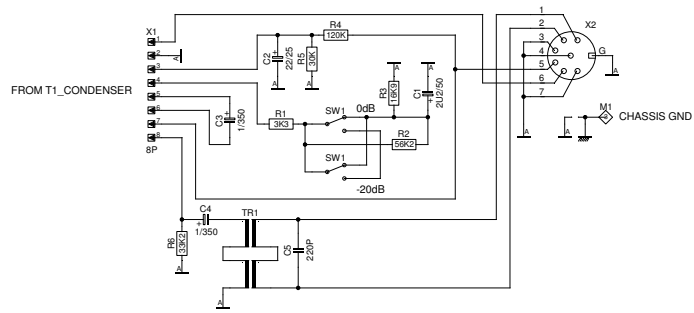 X1
1
2
3
4
5
6
7
8
8P
FROM T1_CONDENSER
A
C2
22/25
R5
30K
A
R4
120K
C3
1/350
R1
3K3
SW1
0dB
SW1
-20dB
R3
16K9
A
C1
2U2/50
A
R2
56K2
1
2
3
4
5
6
7
X2
G
A
A
A
M1
CHASSIS GND
C4
1/350
R6
33K2
A
TR1
C5
220P
A